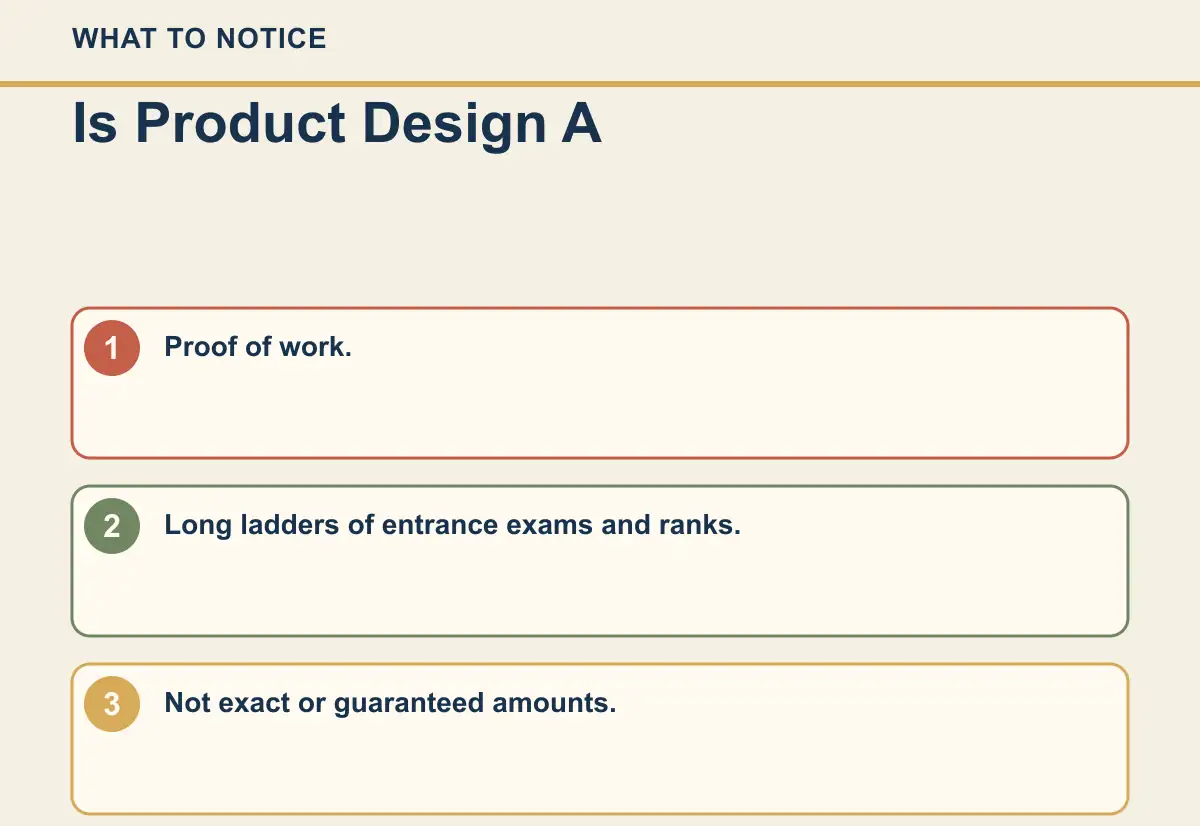 WHAT TO NOTICE
Is Product Design A
1 Proof of work.
2 Long ladders of entrance exams and ranks.
3 Not exact or guaranteed amounts.